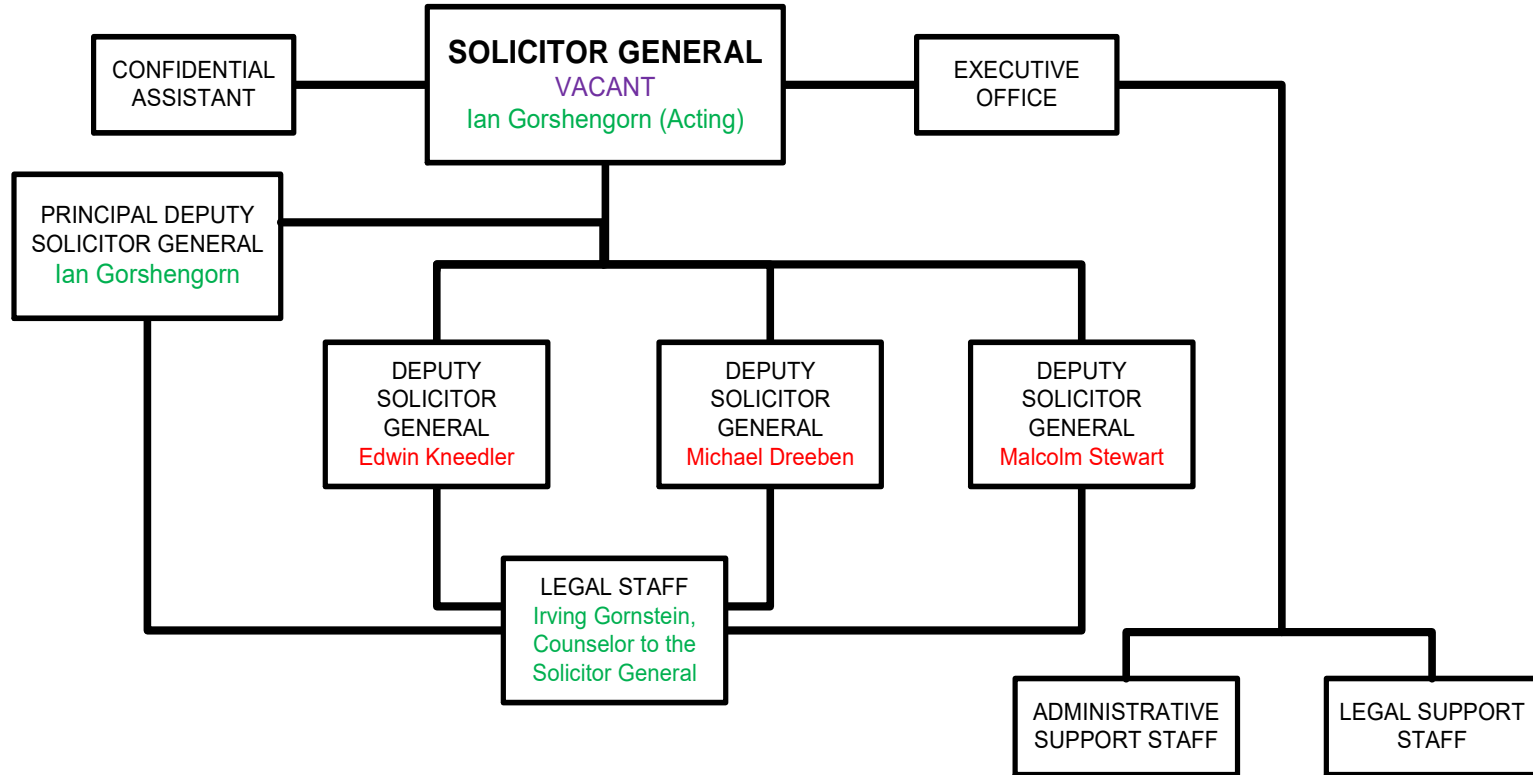 CONFIDENTIAL
ASSISTANT
SOLICITOR GENERAL
VACANT
Ian Gorshengorn (Acting)
EXECUTIVE
OFFICE
PRINCIPAL DEPUTY
SOLICITOR GENERAL
Ian Gorshengorn
DEPUTY
SOLICITOR
GENERAL
Edwin Kneedler
DEPUTY
SOLICITOR
GENERAL
Michael Dreeben
DEPUTY
SOLICITOR
GENERAL
Malcolm Stewart
LEGAL STAFF
Irving Gornstein,
Counselor to the
Solicitor General
ADMINISTRATIVE
SUPPORT STAFF
LEGAL SUPPORT
STAFF